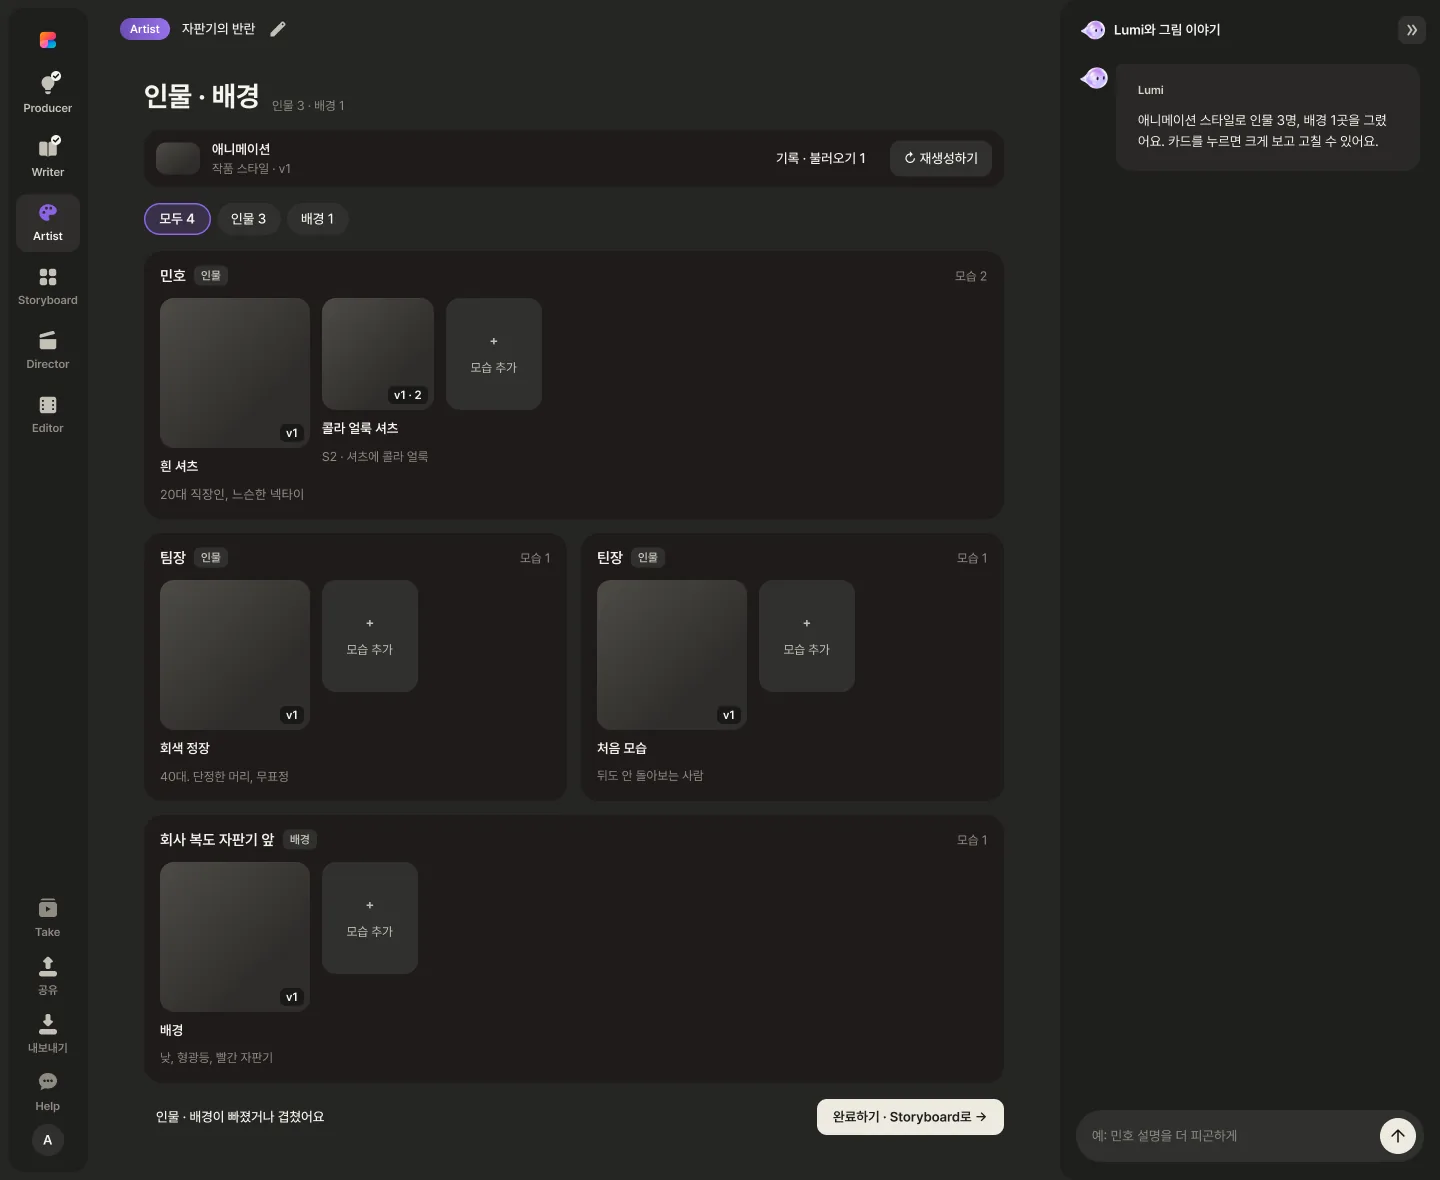 Producer
Writer
Artist
Storyboard
Director
Editor
Take
공유
내보내기
Help
A
Artist 자판기의 반란
인물 · 배경 인물 3 · 배경 1
애니메이션
작품 스타일 · v1
기록 · 불러오기 1
재생성하기
모두 4 인물 3 배경 1
민호 인물 모습 2
v1
흰 셔츠
20대 직장인, 느슨한 넥타이
v1 · 2
콜라 얼룩 셔츠
S2 · 셔츠에 콜라 얼룩
+
모습 추가
팀장 인물 모습 1
v1
회색 정장
40대. 단정한 머리, 무표정
+
모습 추가
틴장 인물 모습 1
v1
처음 모습
뒤도 안 돌아보는 사람
+
모습 추가
회사 복도 자판기 앞 배경 모습 1
v1
배경
낮, 형광등, 빨간 자판기
+
모습 추가
인물 · 배경이 빠졌거나 겹쳤어요
완료하기 · Storyboard로 →
Lumi와 그림 이야기
Lumi
애니메이션 스타일로 인물 3명, 배경 1곳을 그렸
어요. 카드를 누르면 크게 보고 고칠 수 있어요.
예: 민호 설명을 더 피곤하게